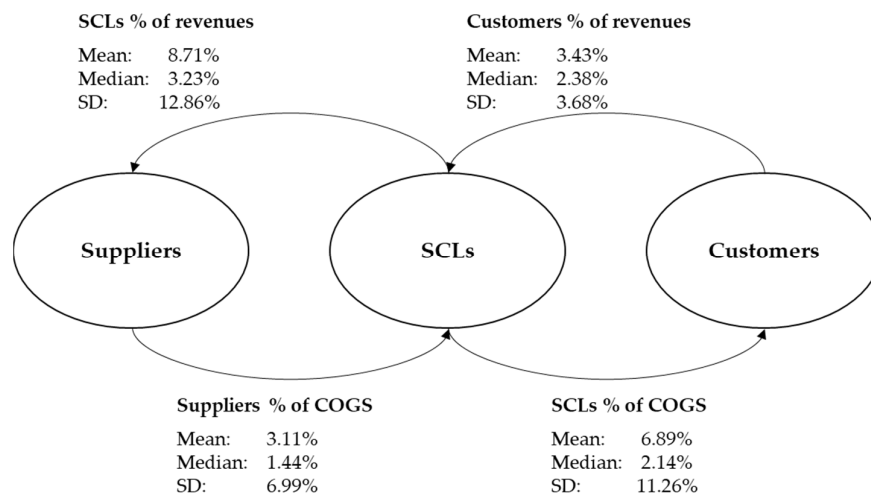 SCLs % of revenues
Mean: 8.71%
Median: 3.23%
SD: 12.86%
Customers % of revenues
Mean: 3.43%
Median: 2.38%
SD: 3.68%
Suppliers
SCLs
Customers
Suppliers % of COGS
Mean: 3.11%
Median: 1.44%
SD: 6.99%
SCLs % of COGS
Mean: 6.89%
Median: 2.14%
SD: 11.26%